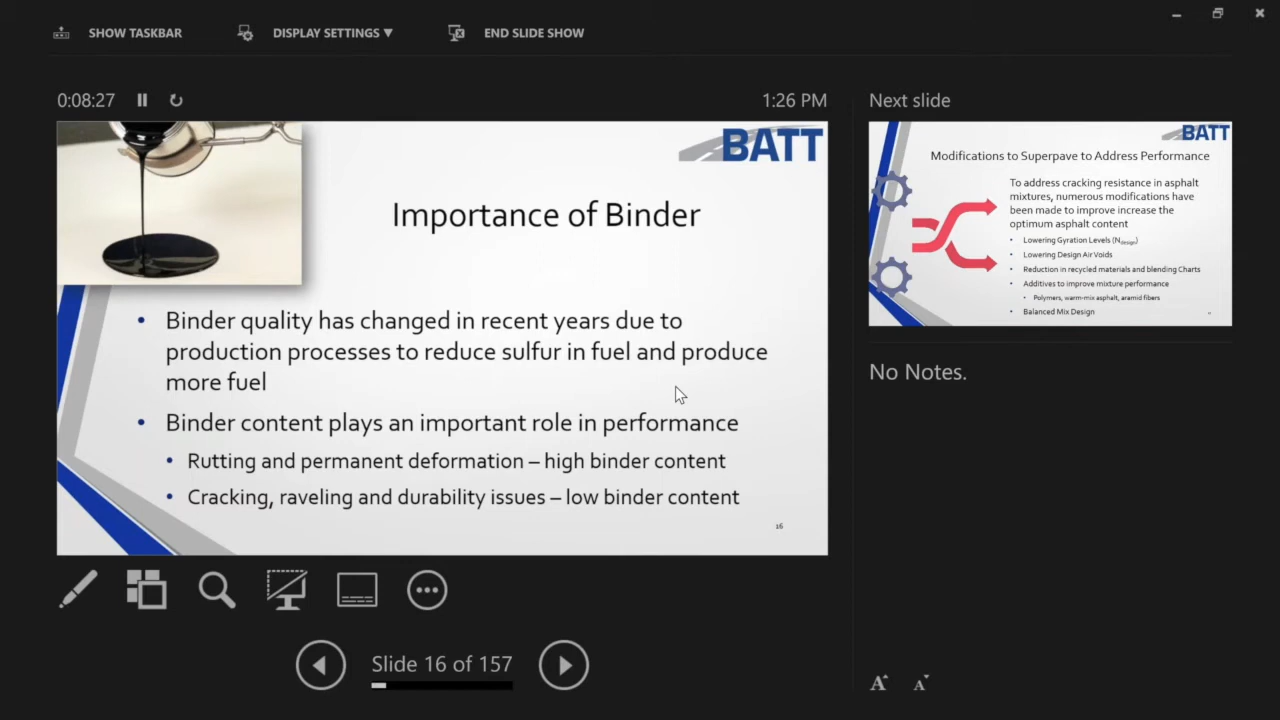 SHOW TASKBAR
DISPLAY SETTINGS ▼
END SLIDE SHOW
0:08:27
1:26 PM
BATT
Importance of Binder
• Binder quality has changed in recent years due to
production processes to reduce sulfur in fuel and produce
more fuel
• Binder content plays an important role in performance
• Rutting and permanent deformation – high binder content
• Cracking, raveling and durability issues – low binder content
16
Slide 16 of 157
Next slide
BATT
Modifications to Superpave to Address Performance
To address cracking resistance in asphalt
mixtures, numerous modifications have
been made to improve increase the
optimum asphalt content
• Lowering Gyration Levels (Ndesign)
• Lowering Design Air Voids
• Reduction in recycled materials and blending Charts
• Additives to improve mixture performance
• Polymers, warm-mix asphalt, aramid fibers
• Balanced Mix Design
No Notes.
A A